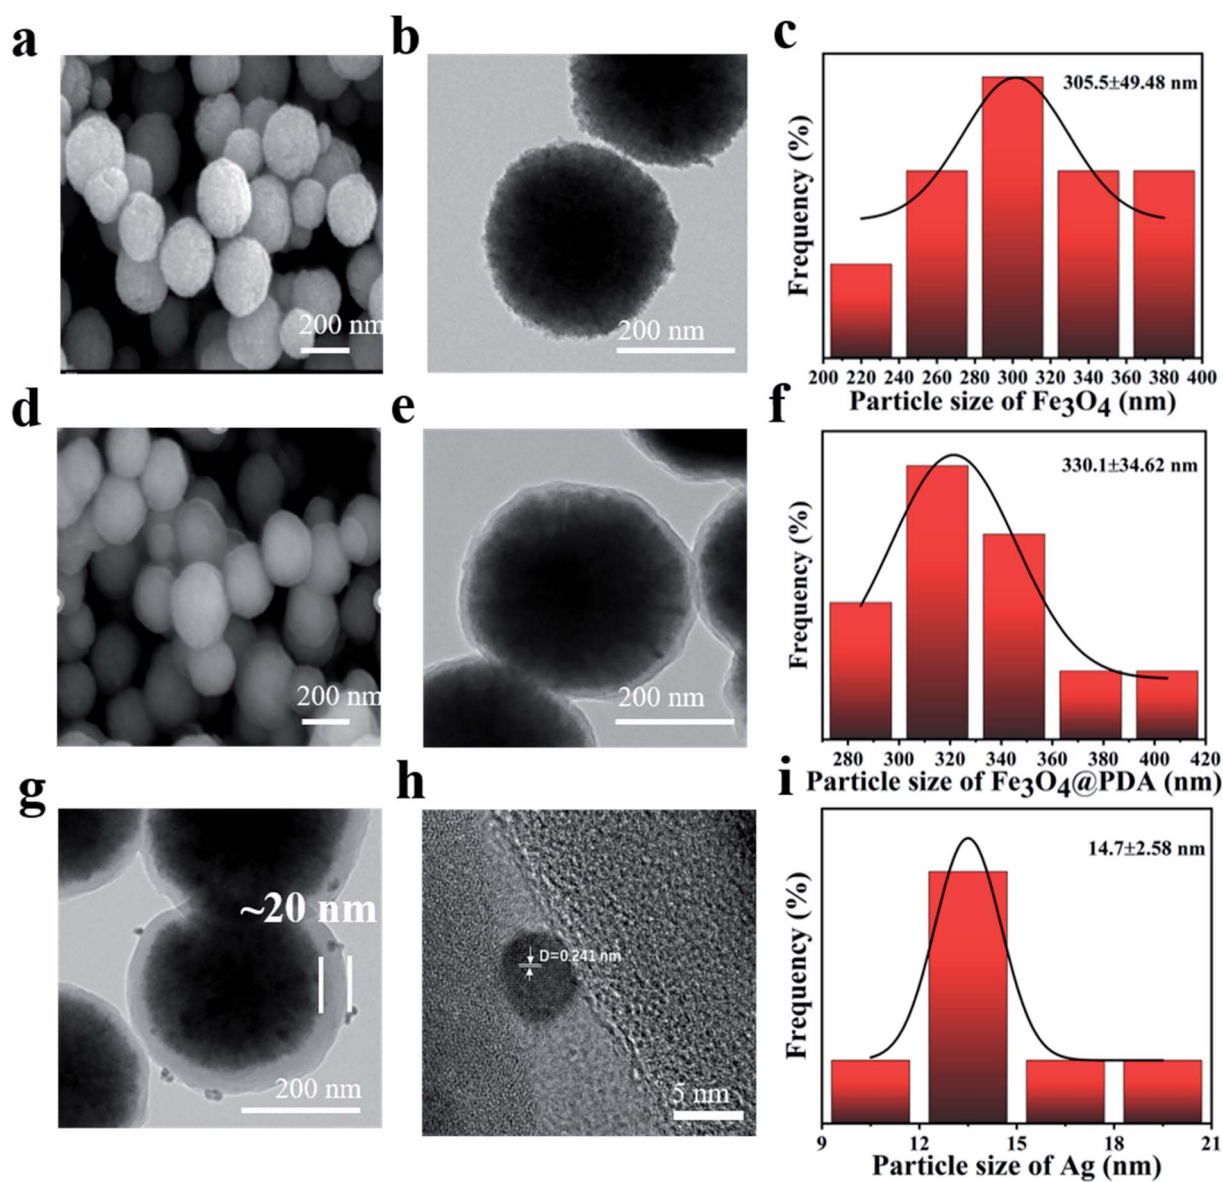 a
200 nm
b
200 nm
c
305.5±49.48 nm
Frequency (%)
200 220 240 260 280 300 320 340 360 380 400
Particle size of Fe3O4 (nm)
d
200 nm
e
200 nm
f
330.1±34.62 nm
Frequency (%)
280 300 320 340 360 380 400 420
Particle size of Fe3O4@PDA (nm)
g
~20 nm
200 nm
h
D=0.241 nm
5 nm
i
14.7±2.58 nm
Frequency (%)
9 12 15 18 21
Particle size of Ag (nm)